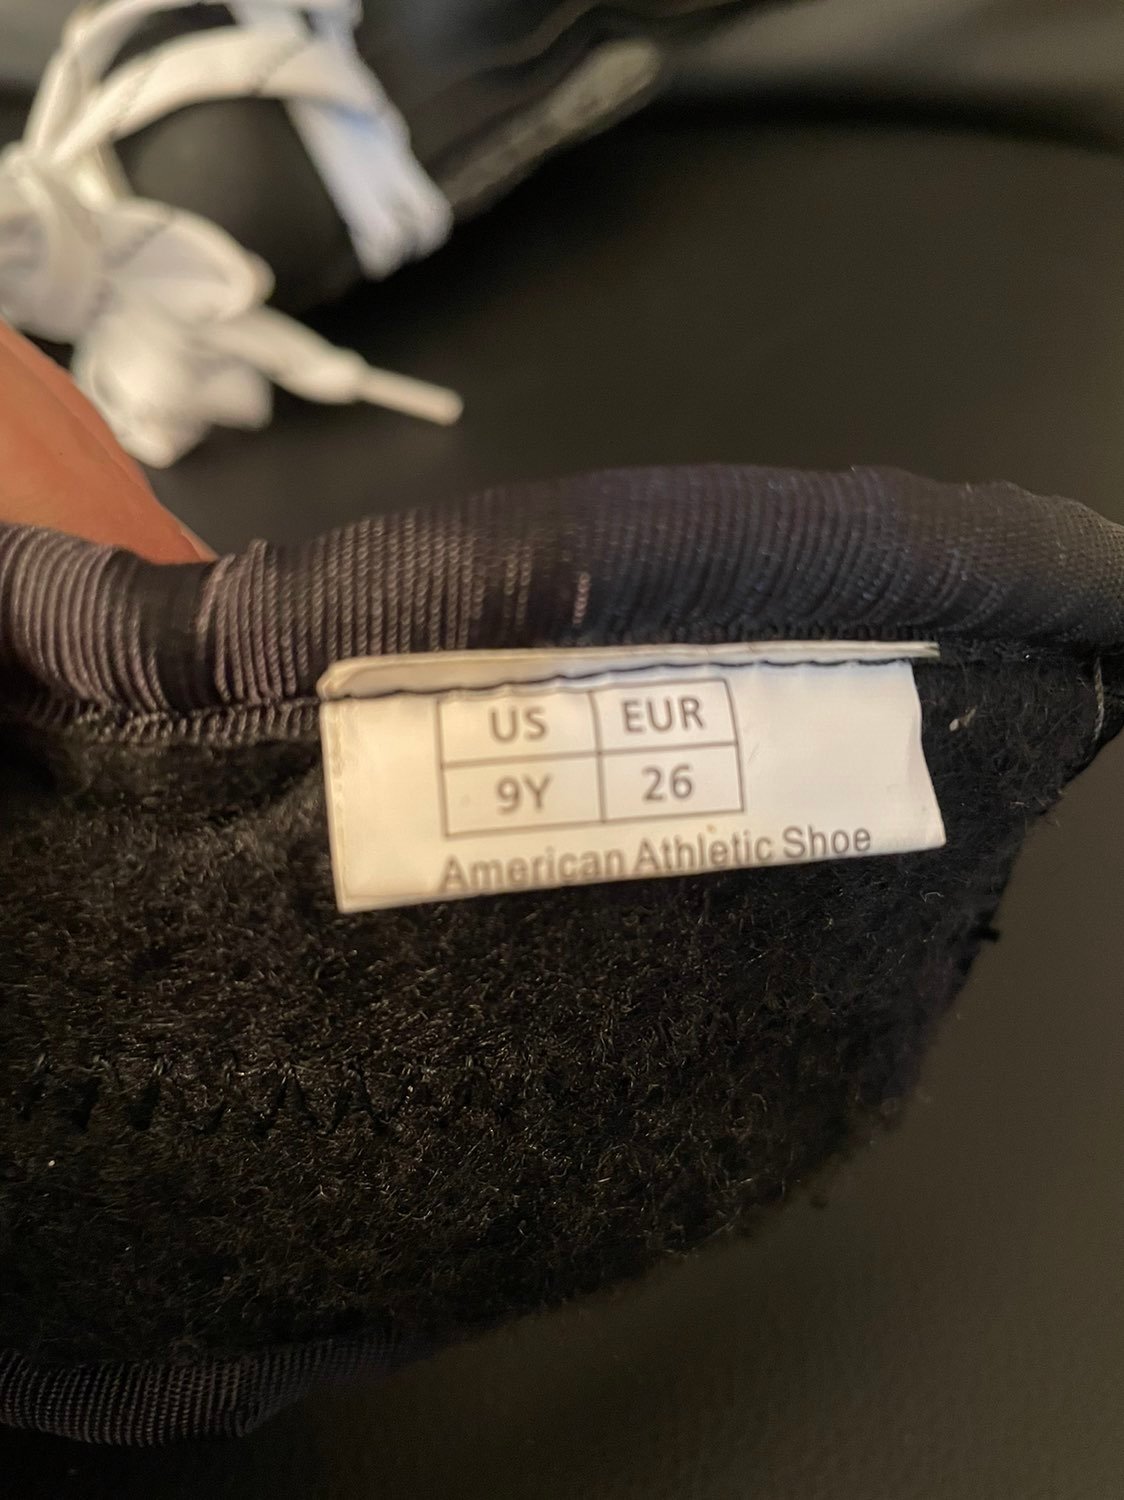 US EUR
9Y 26
American Athletic Shoe